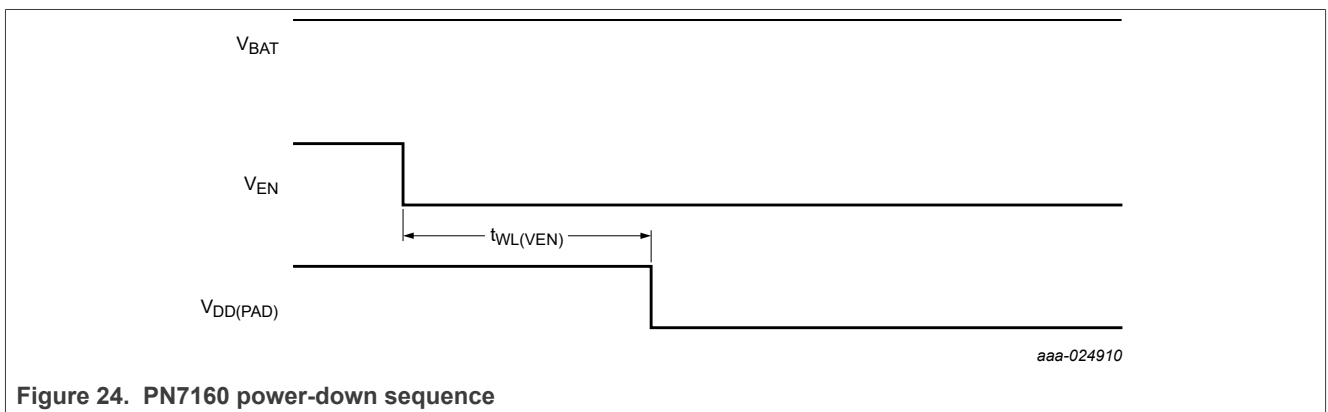 VBAT
VEN
tWL(VEN)
VDD(PAD)
aaa-024910
Figure 24. PN7160 power-down sequence